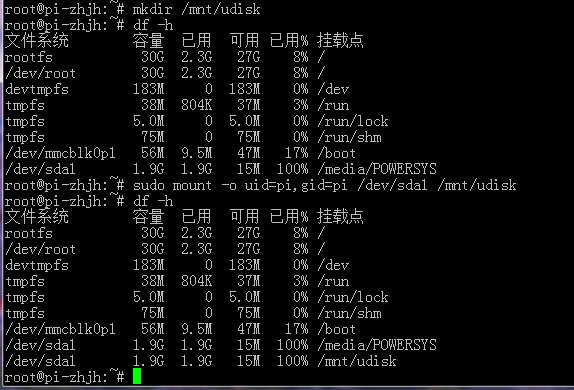 root@pi-zhjh:~# mkdir /mnt/udisk
root@pi-zhjh:~# df -h
文件系统 容量 已用 可用 已用% 挂载点
rootfs 30G 2.3G 27G 8% /
/dev/root 30G 2.3G 27G 8% /
devtmpfs 183M 0 183M 0% /dev
tmpfs 38M 804K 37M 3% /run
tmpfs 5.0M 0 5.0M 0% /run/lock
tmpfs 75M 0 75M 0% /run/shm
/dev/mmcblk0p1 56M 9.5M 47M 17% /boot
/dev/sda1 1.9G 1.9G 15M 100% /media/POWERSYS
root@pi-zhjh:~# sudo mount -o uid=pi,gid=pi /dev/sda1 /mnt/udisk
root@pi-zhjh:~# df -h
文件系统 容量 已用 可用 已用% 挂载点
rootfs 30G 2.3G 27G 8% /
/dev/root 30G 2.3G 27G 8% /
devtmpfs 183M 0 183M 0% /dev
tmpfs 38M 804K 37M 3% /run
tmpfs 5.0M 0 5.0M 0% /run/lock
tmpfs 75M 0 75M 0% /run/shm
/dev/mmcblk0p1 56M 9.5M 47M 17% /boot
/dev/sda1 1.9G 1.9G 15M 100% /media/POWERSYS
/dev/sda1 1.9G 1.9G 15M 100% /mnt/udisk
root@pi-zhjh:~#